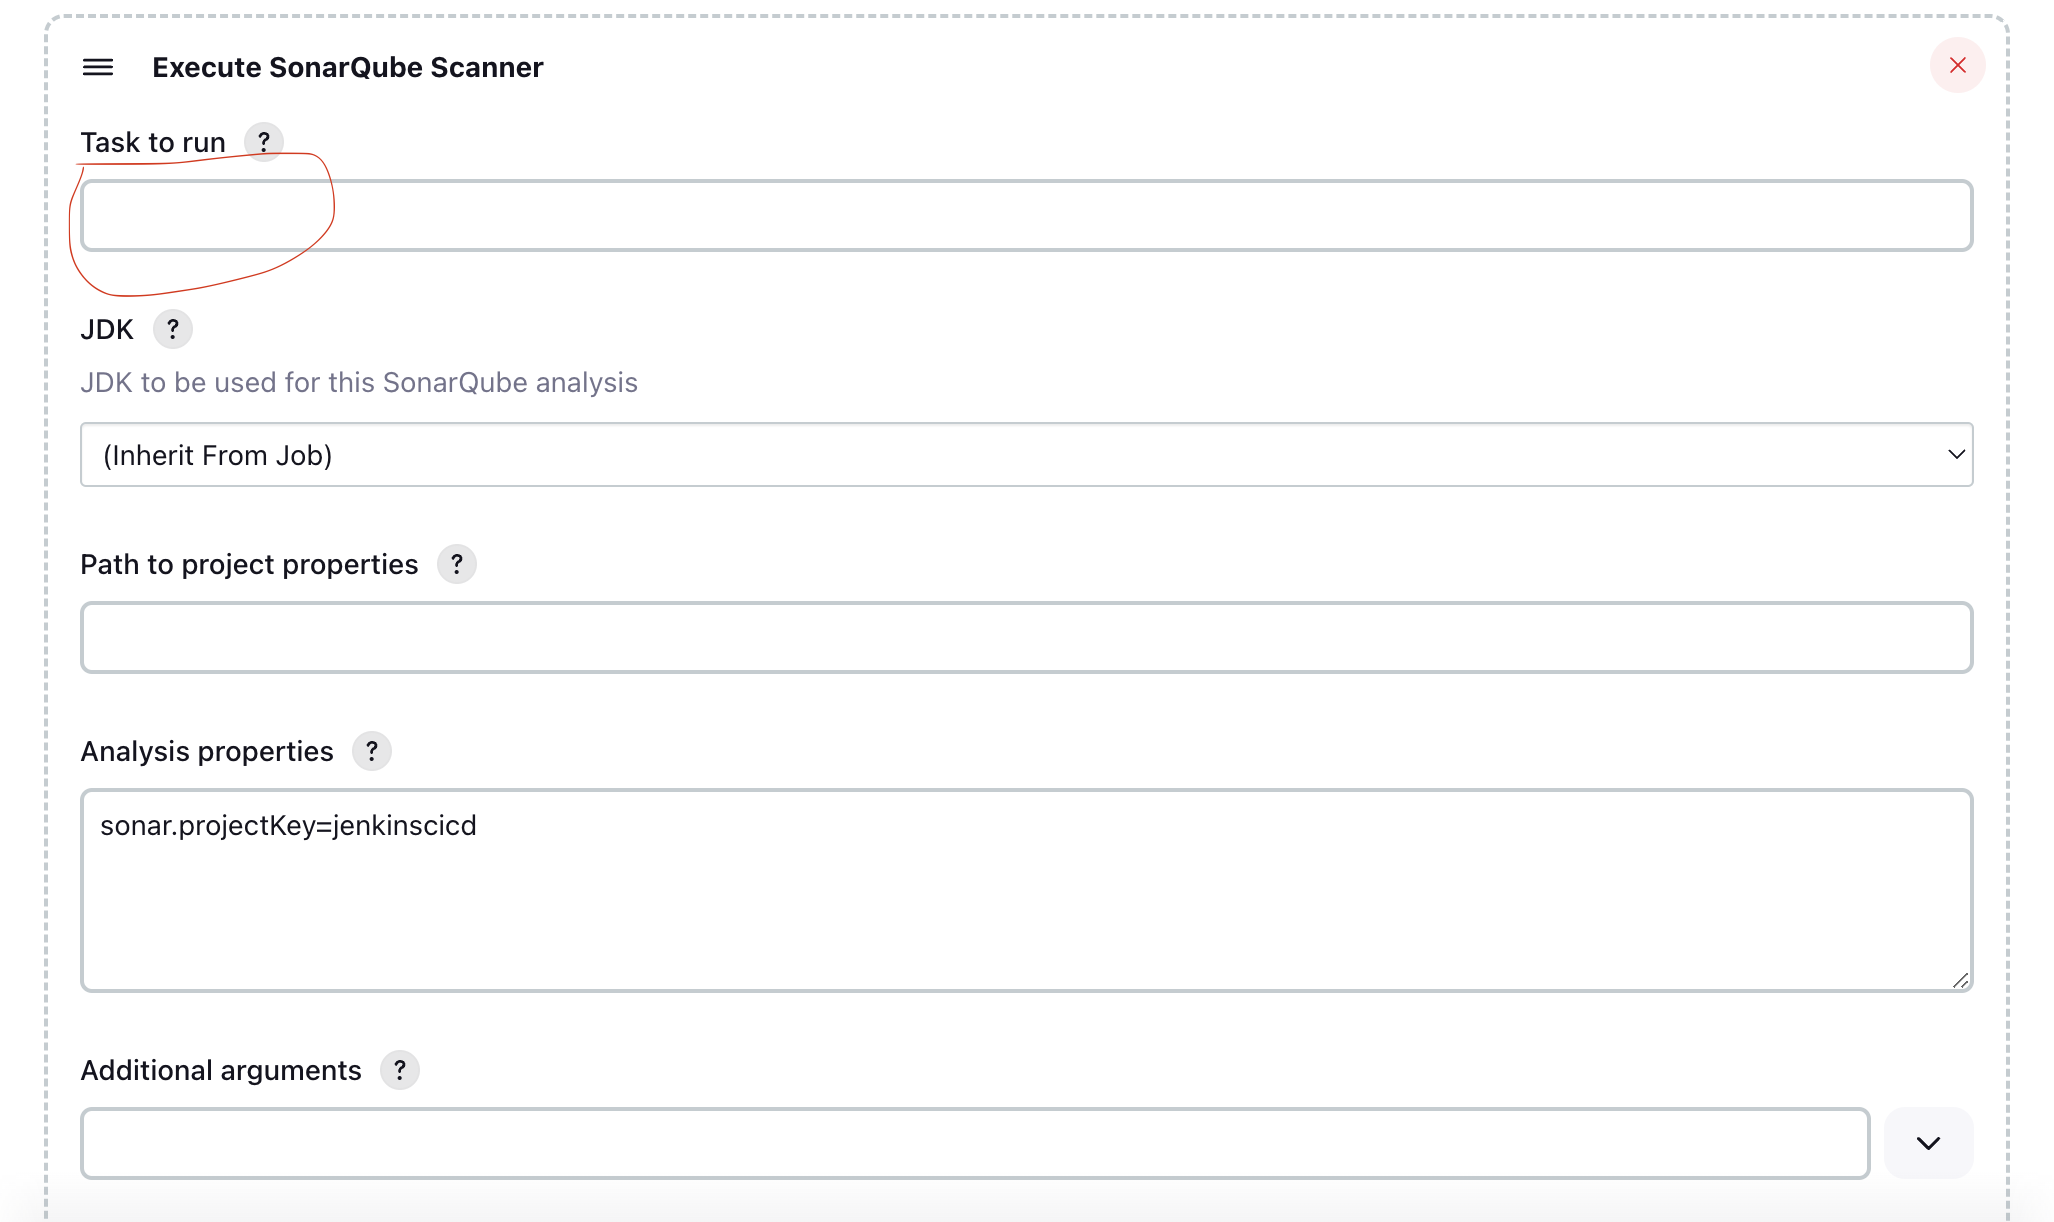 Execute SonarQube Scanner
Task to run ?
JDK ?
JDK to be used for this SonarQube analysis
(Inherit From Job)
Path to project properties ?
Analysis properties ?
sonar.projectKey=jenkinscicd
Additional arguments ?